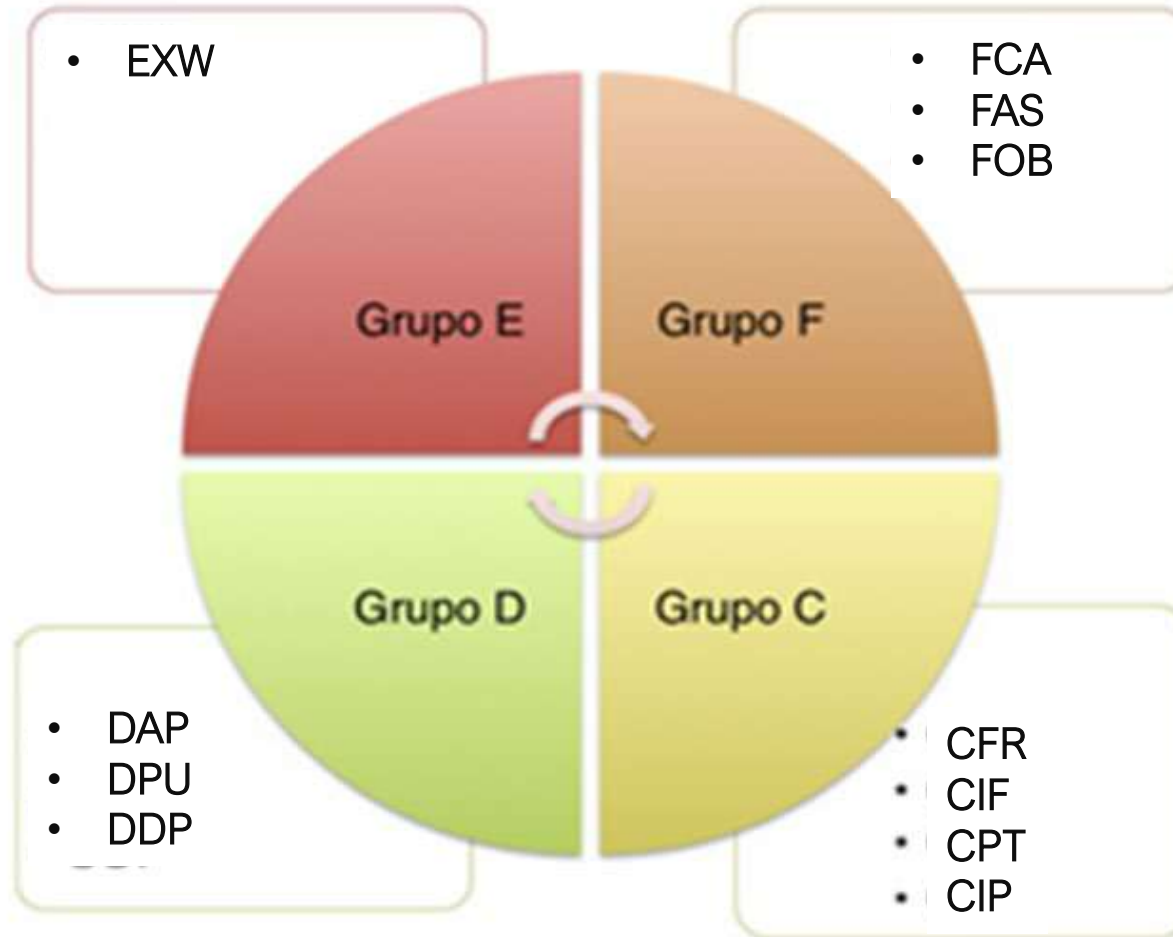 • EXW
• FCA
• FAS
• FOB
Grupo E
Grupo F
Grupo D
Grupo C
• DAP
• DPU
• DDP
• CFR
• CIF
• CPT
• CIP